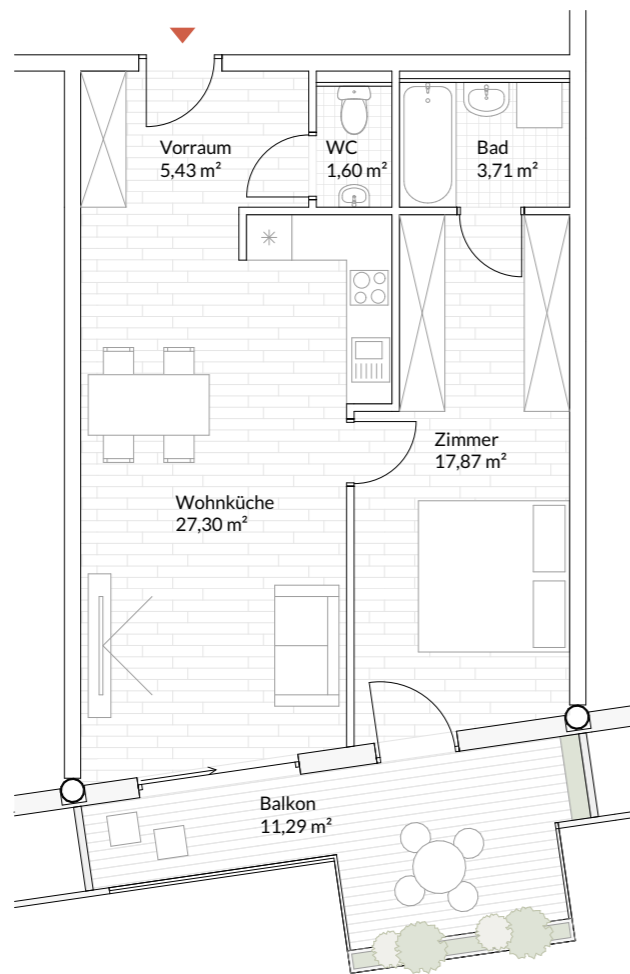 Vorraum
5,43 m²
WC
1,60 m²
Bad
3,71 m²
Zimmer
17,87 m²
Wohnküche
27,30 m²
Balkon
11,29 m²